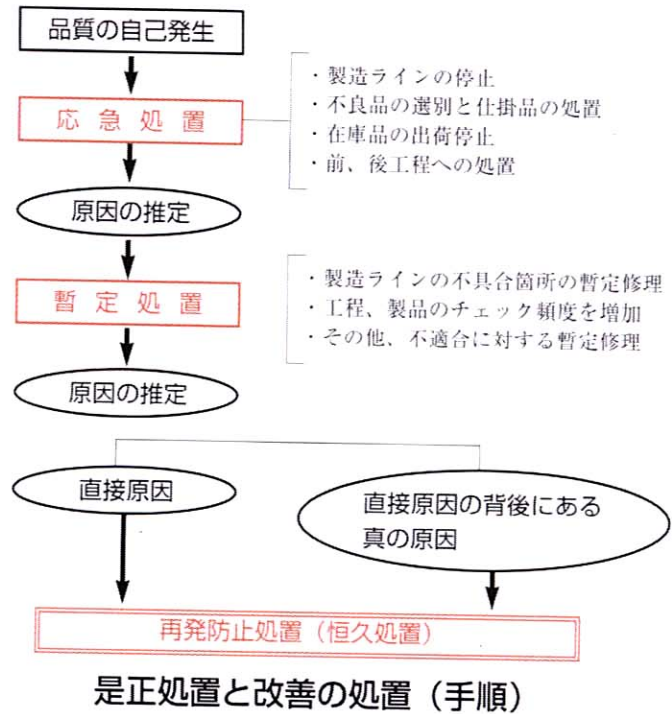 品質の自己発生
応急処置
・製造ラインの停止
・不良品の選別と仕掛品の処置
・在庫品の出荷停止
・前、後工程への処置
原因の推定
暫定処置
・製造ラインの不具合箇所の暫定修理
・工程、製品のチェック頻度を増加
・その他、不適合に対する暫定修理
原因の推定
直接原因
直接原因の背後にある
真の原因
再発防止処置（恒久処置）
是正処置と改善の処置（手順）